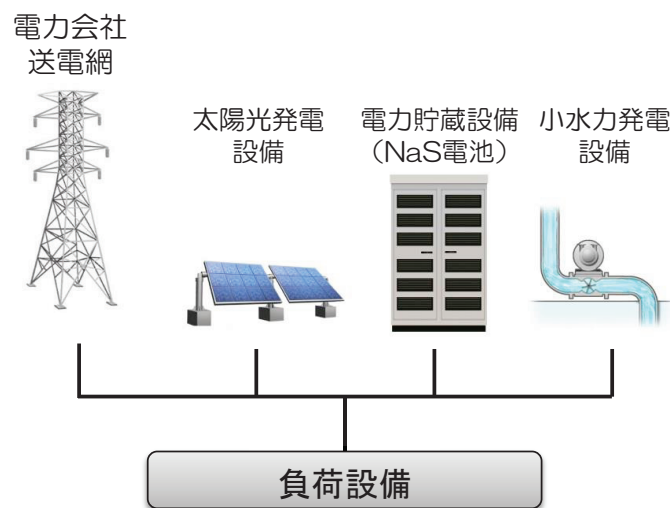 電力会社
送電網
太陽光発電
設備
電力貯蔵設備
（NaS電池）
小水力発電
設備
負荷設備